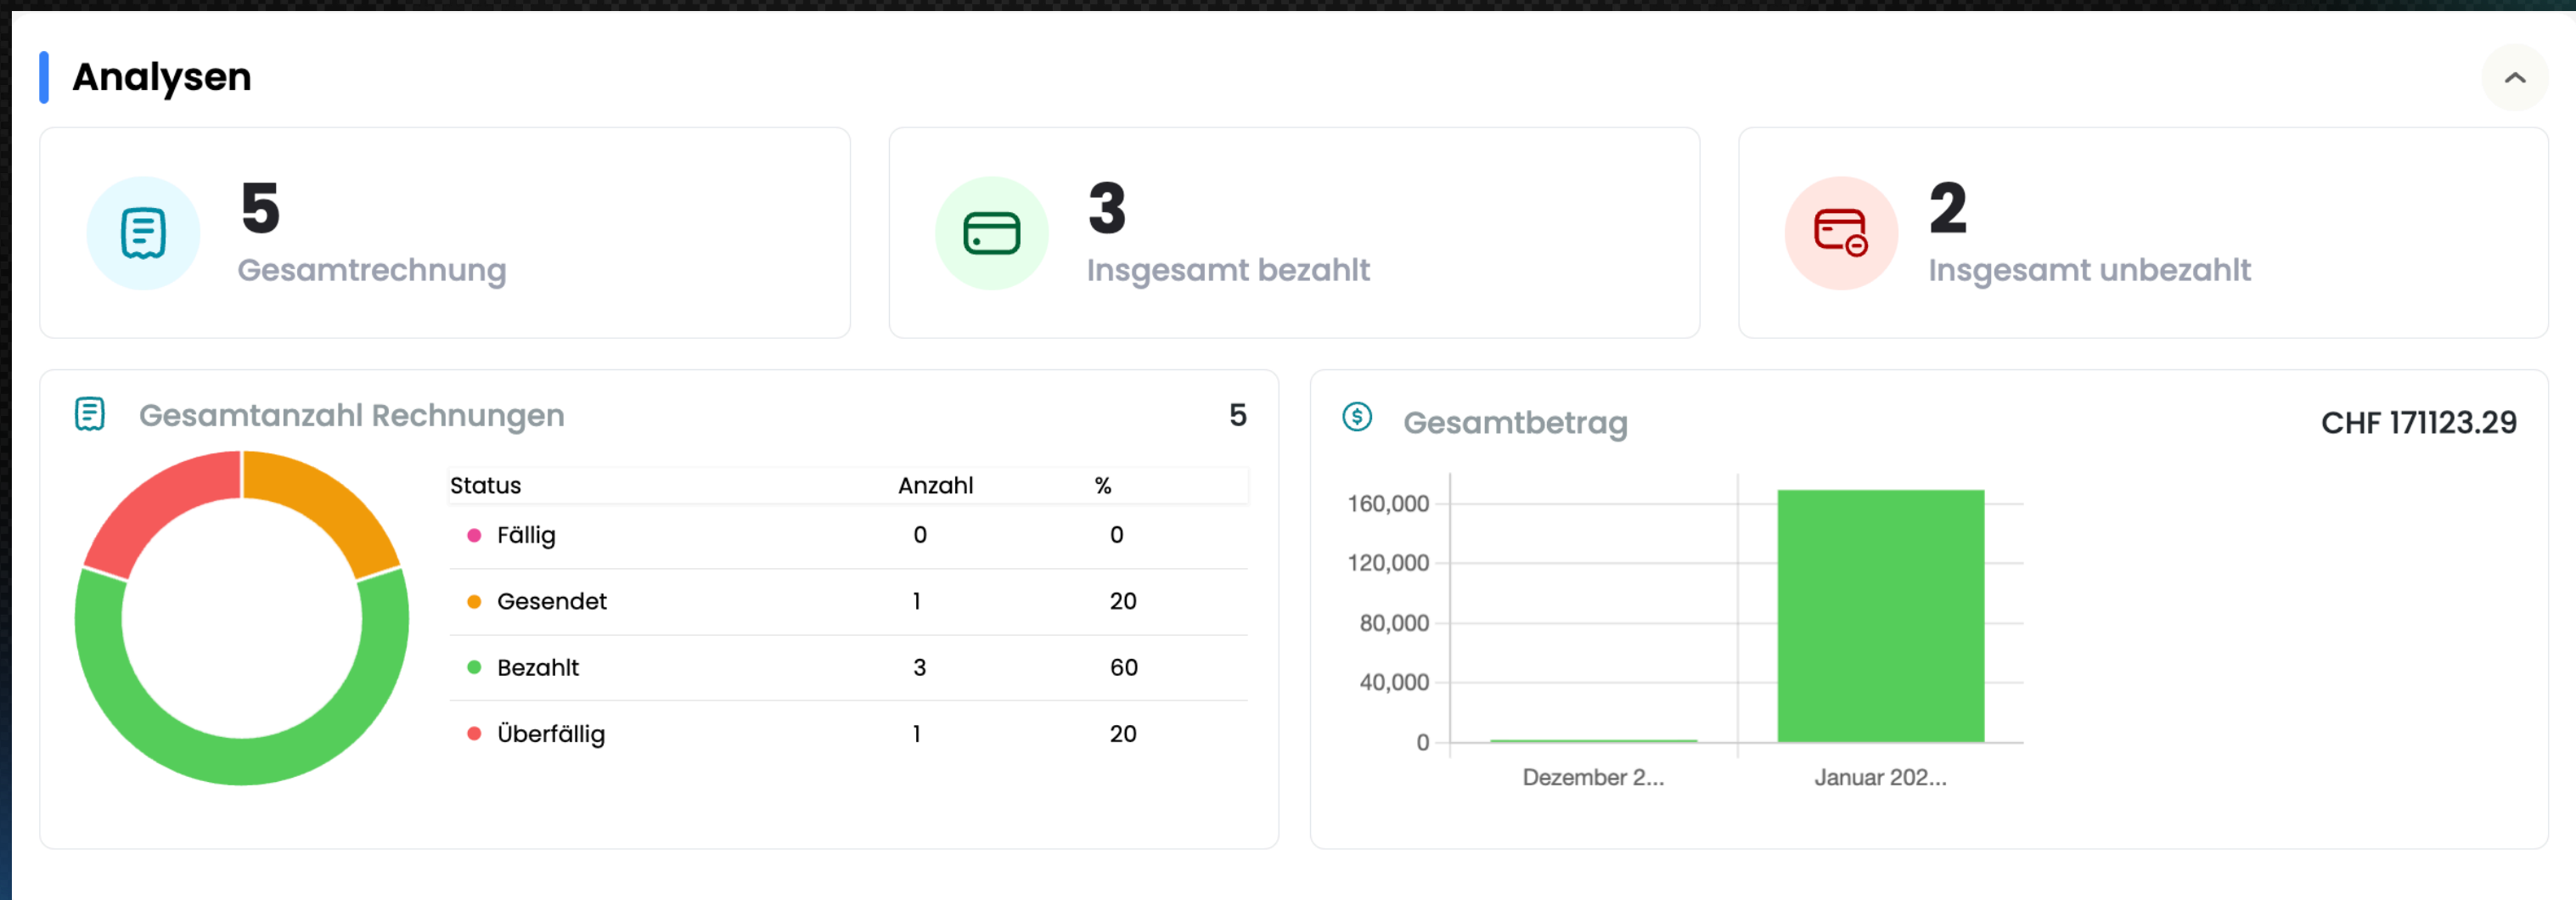 Analysen
5
Gesamtrechnung
3
Insgesamt bezahlt
2
Insgesamt unbezahlt
Gesamtanzahl Rechnungen 5
Status Anzahl %
Fällig 0 0
Gesendet 1 20
Bezahlt 3 60
Überfällig 1 20
$ Gesamtbetrag CHF 171123.29
160,000
120,000
80,000
40,000
0
Dezember 2... Januar 202...